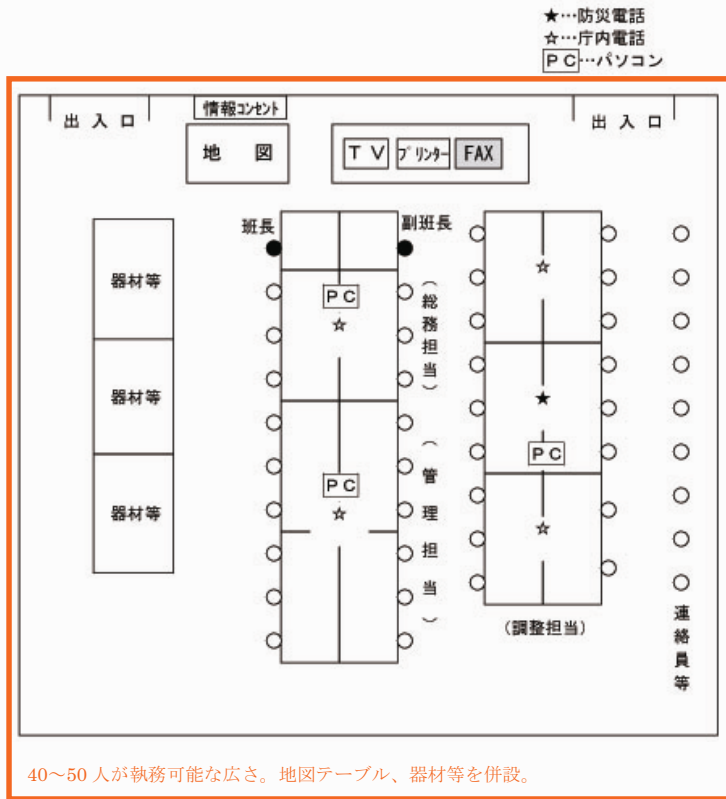 ★…防災電話
☆…庁内電話
PC…パソコン
出入口
情報コンセント
出入口
地 図
TV
プリンター
FAX
班長
副班長
器材等
PC
☆
(総務担当)
☆
器材等
★
PC
PC
☆
(管理担当)
器材等
☆
(調整担当)
連絡員等
40〜50 人が執務可能な広さ。地図テーブル、器材等を併設。